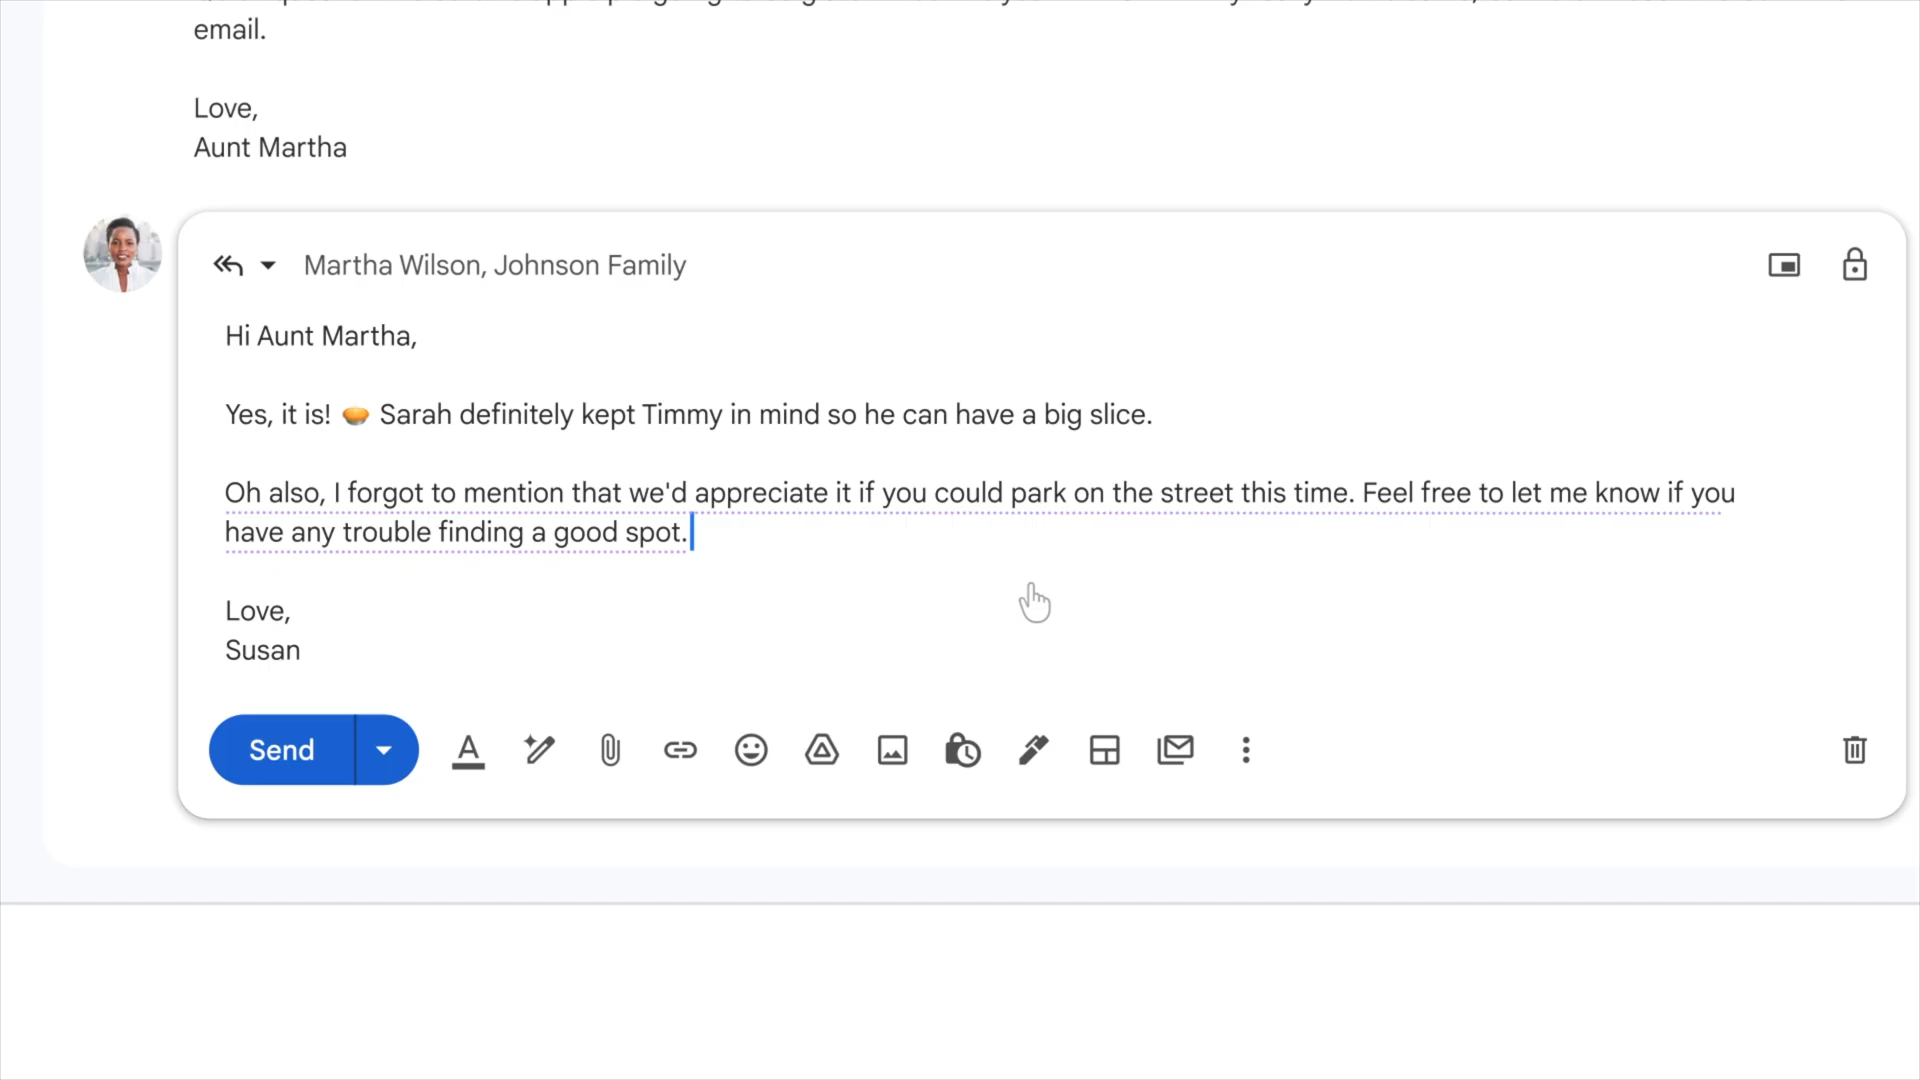 email.
Love,
Aunt Martha
Martha Wilson, Johnson Family
Hi Aunt Martha,
Yes, it is! 🥧 Sarah definitely kept Timmy in mind so he can have a big slice.
Oh also, I forgot to mention that we'd appreciate it if you could park on the street this time. Feel free to let me know if you
have any trouble finding a good spot.
Love,
Susan
Send